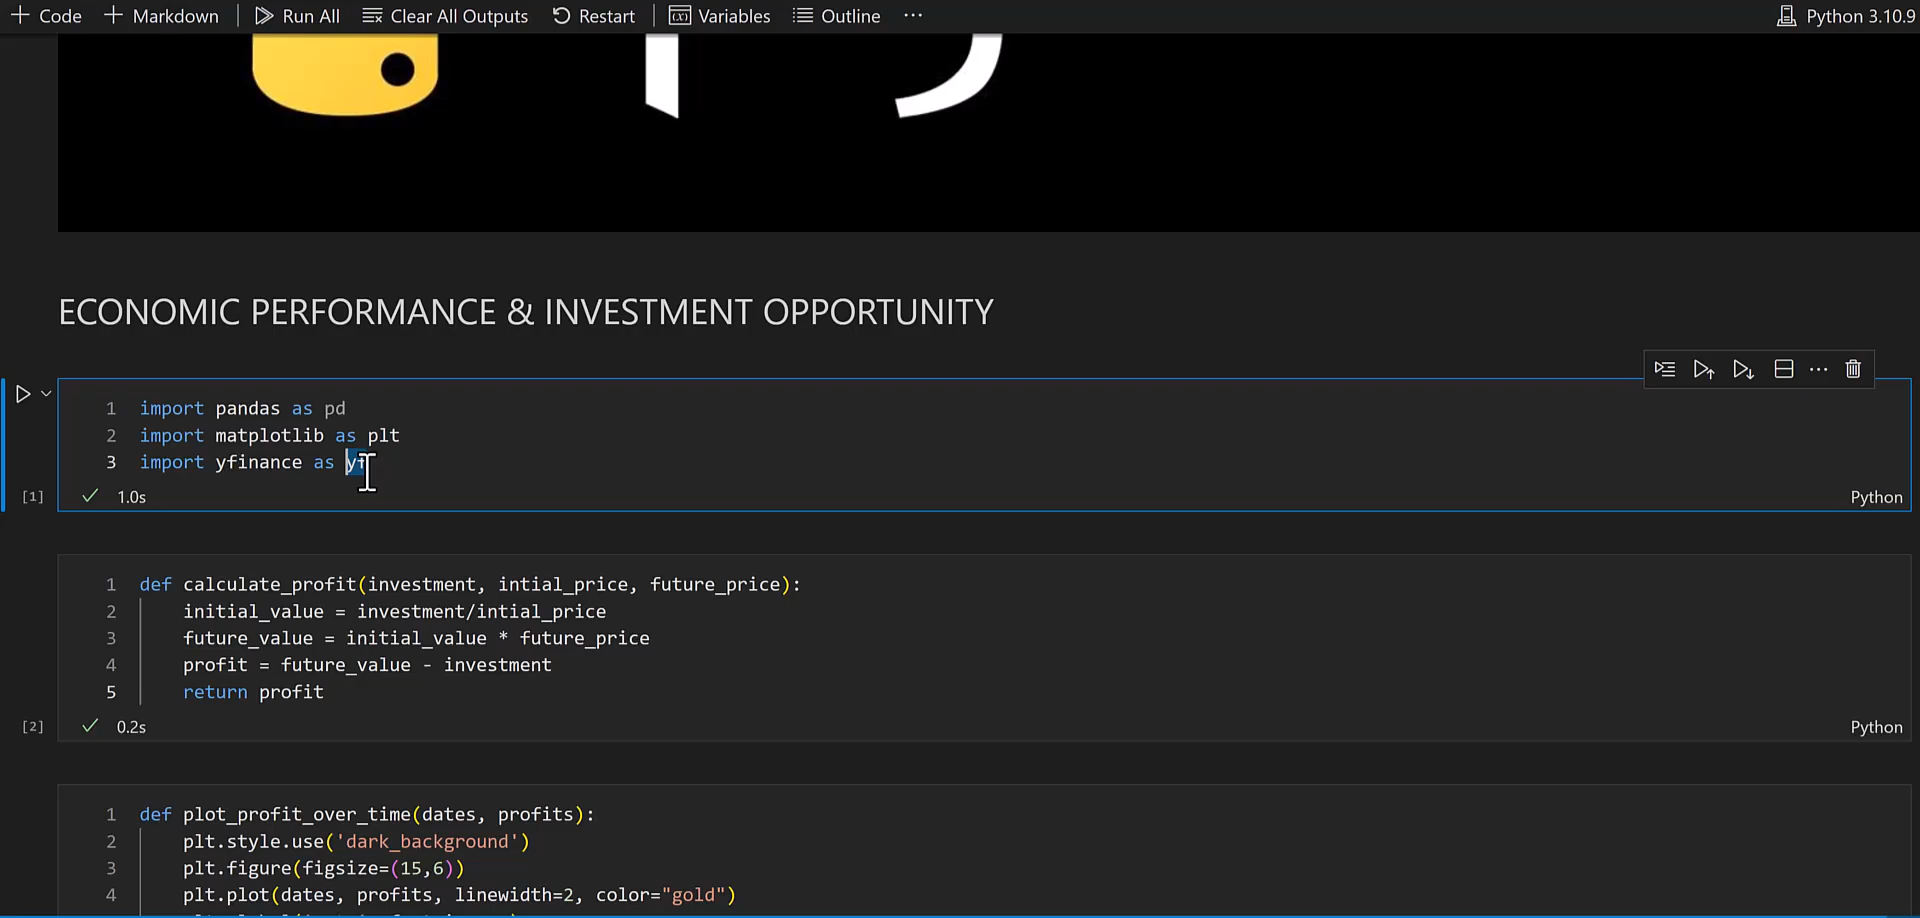 Code Markdown Run All Clear All Outputs Restart Variables Outline ... Python 3.10.9
ECONOMIC PERFORMANCE & INVESTMENT OPPORTUNITY
1 import pandas as pd
2 import matplotlib as plt
3 import yfinance as
[1] 1.0s Python
1 def calculate_profit(investment, intial_price, future_price):
2 initial_value = investment/intial_price
3 future_value = initial_value * future_price
4 profit = future_value - investment
5 return profit
[2] 0.2s Python
1 def plot_profit_over_time(dates, profits):
2 plt.style.use('dark_background')
3 plt.figure(figsize=(15,6))
4 plt.plot(dates, profits, linewidth=2, color="gold")